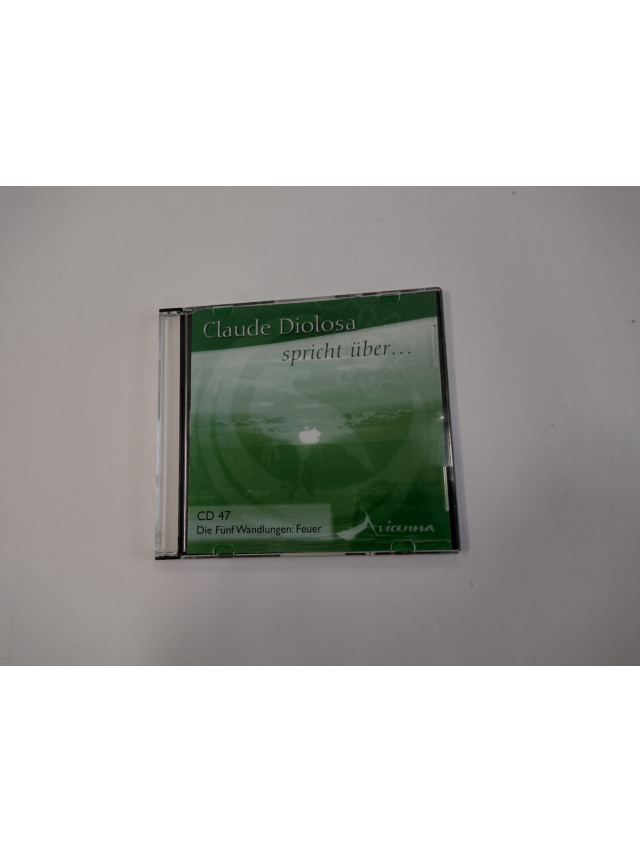 Claude Diolosa
spricht über...
CD 47
Die Fünf Wandlungen: Feuer
Avicenna